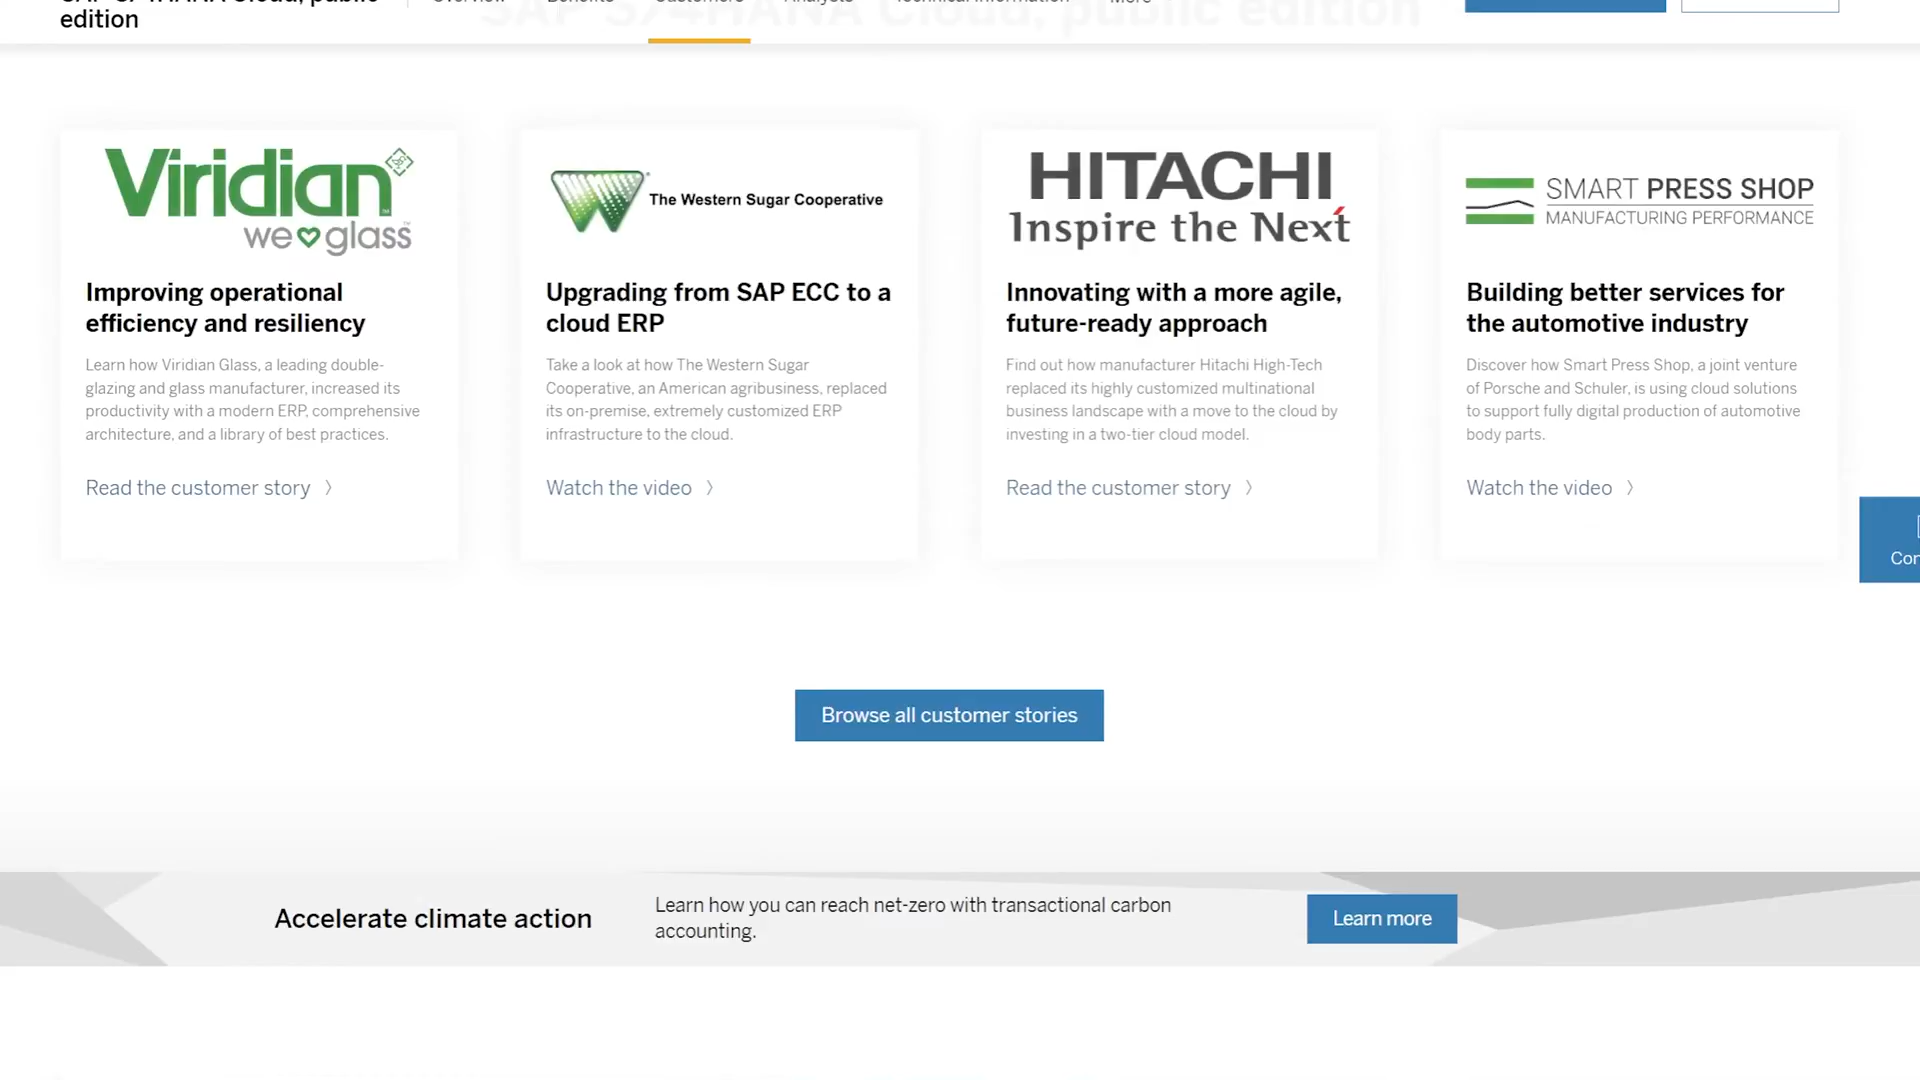 SAP S/4HANA Cloud, public
edition
Overview
Benefits
Customers
Analysts
Technical Information
More
SAP S/4HANA Cloud, public edition
Viridian
we glass
The Western Sugar Cooperative
HITACHI
Inspire the Next
SMART PRESS SHOP
MANUFACTURING PERFORMANCE
Improving operational
efficiency and resiliency
Learn how Viridian Glass, a leading double-
glazing and glass manufacturer, increased its
productivity with a modern ERP, comprehensive
architecture, and a library of best practices.
Read the customer story
Upgrading from SAP ECC to a
cloud ERP
Take a look at how The Western Sugar
Cooperative, an American agribusiness, replaced
its on-premise, extremely customized ERP
infrastructure to the cloud.
Watch the video
Innovating with a more agile,
future-ready approach
Find out how manufacturer Hitachi High-Tech
replaced its highly customized multinational
business landscape with a move to the cloud by
investing in a two-tier cloud model.
Read the customer story
Building better services for
the automotive industry
Discover how Smart Press Shop, a joint venture
of Porsche and Schuler, is using cloud solutions
to support fully digital production of automotive
body parts.
Watch the video
Browse all customer stories
Accelerate climate action
Learn how you can reach net-zero with transactional carbon
accounting.
Learn more